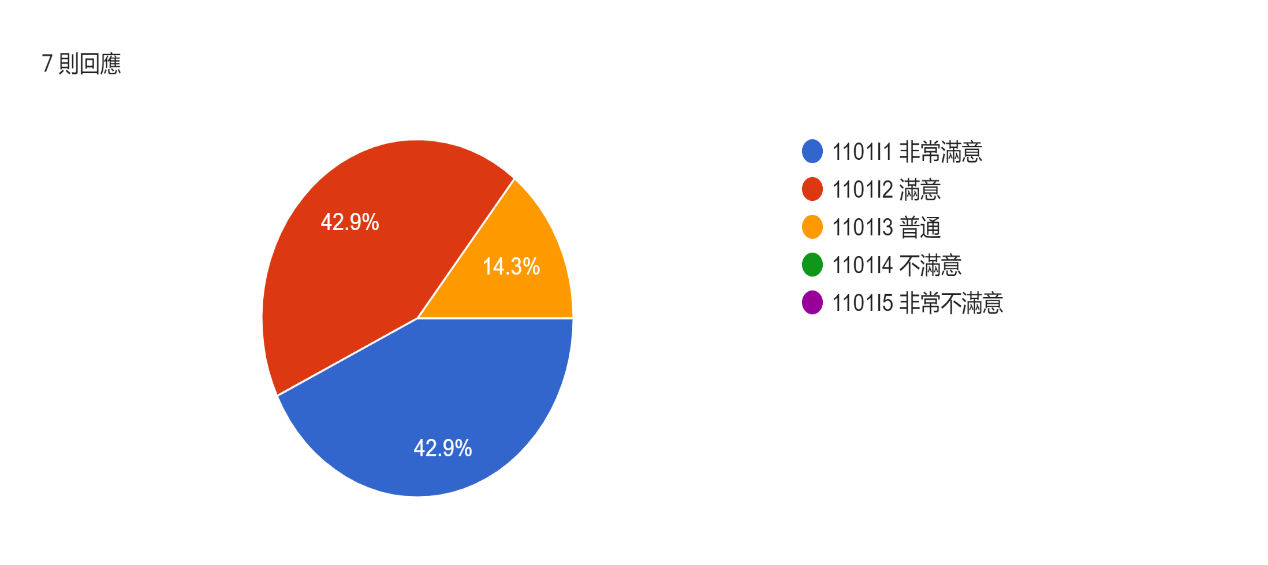 7 則回應
1101I1 非常滿意
1101I2 滿意
1101I3 普通
1101I4 不滿意
1101I5 非常不滿意
42.9%
14.3%
42.9%